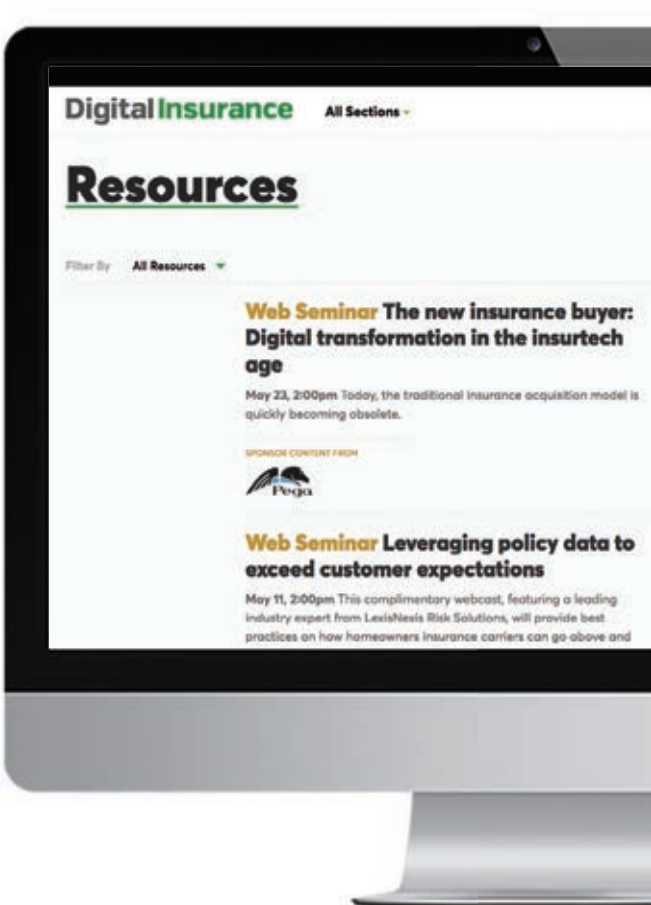 DigitalInsurance All Sections
Resources
Filter By All Resources
Web Seminar The new insurance buyer:
Digital transformation in the insurtech
age
May 23, 2:00pm Today, the traditional insurance acquisition model is
quickly becoming obsolete.
SPONSOR CONTENT FROM
Pega
Web Seminar Leveraging policy data to
exceed customer expectations
May 11, 2:00pm This complimentary webcast, featuring a leading
industry expert from LexisNexis Risk Solutions, will provide best
practices on how homeowners insurance carriers can go above and